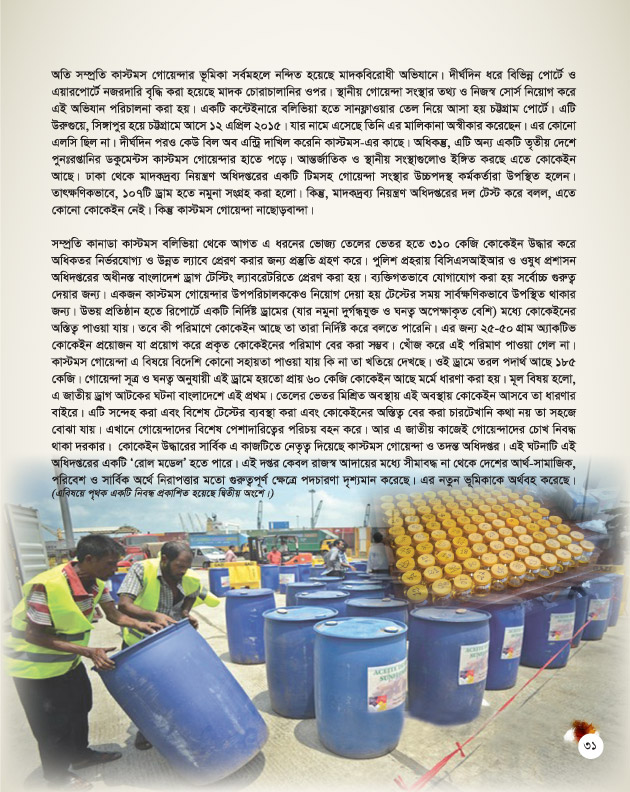 অতি সম্প্রতি কাস্টমস গোয়েন্দার ভূমিকা সর্বমহলে নন্দিত হয়েছে মাদকবিরোধী অভিযানে। দীর্ঘদিন ধরে বিভিন্ন পোর্টে ও
এয়ারপোর্টে নজরদারি বৃদ্ধি করা হয়েছে মাদক চোরাচালানির ওপর। স্থানীয় গোয়েন্দা সংস্থার তথ্য ও নিজস্ব সোর্স নিয়োগ করে
এই অভিযান পরিচালনা করা হয়। একটি কন্টেইনারে বলিভিয়া হতে সানফ্লাওয়ার তেল নিয়ে আসা হয় চট্টগ্রাম পোর্টে। এটি
উরুগুয়ে, সিঙ্গাপুর হয়ে চট্টগ্রামে আসে ১২ এপ্রিল ২০১৫। যার নামে এসেছে তিনি এর মালিকানা অস্বীকার করেছেন। এর কোনো
এলসি ছিল না। দীর্ঘদিন পরও কেউ বিল অব এন্ট্রি দাখিল করেনি কাস্টমস-এর কাছে। অধিকন্তু, এটি অন্য একটি তৃতীয় দেশে
পুনঃরপ্তানির ডকুমেন্টস কাস্টমস গোয়েন্দার হাতে পড়ে। আন্তর্জাতিক ও স্থানীয় সংস্থাগুলোও ইঙ্গিত করছে এতে কোকেইন
আছে। ঢাকা থেকে মাদকদ্রব্য নিয়ন্ত্রণ অধিদপ্তরের একটি টিমসহ গোয়েন্দা সংস্থার উচ্চপদস্থ কর্মকর্তারা উপস্থিত হলেন।
তাৎক্ষণিকভাবে, ১০৭টি ড্রাম হতে নমুনা সংগ্রহ করা হলো। কিন্তু, মাদকদ্রব্য নিয়ন্ত্রণ অধিদপ্তরের দল টেস্ট করে বলল, এতে
কোনো কোকেইন নেই। কিন্তু কাস্টমস গোয়েন্দা নাছোড়বান্দা।
সম্প্রতি কানাডা কাস্টমস বলিভিয়া থেকে আগত এ ধরনের ভোজ্য তেলের ভেতর হতে ৩১০ কেজি কোকেইন উদ্ধার করে
অধিকতর নির্ভরযোগ্য ও উন্নত ল্যাবে প্রেরণ করার জন্য প্রস্তুতি গ্রহণ করে। পুলিশ প্রহরায় বিসিএসআইআর ও ওষুধ প্রশাসন
অধিদপ্তরের অধীনস্ত বাংলাদেশ ড্রাগ টেস্টিং ল্যাবরেটরিতে প্রেরণ করা হয়। ব্যক্তিগতভাবে যোগাযোগ করা হয় সর্বোচ্চ গুরুত্ব
দেয়ার জন্য। একজন কাস্টমস গোয়েন্দার উপপরিচালককেও নিয়োগ দেয়া হয় টেস্টের সময় সার্বক্ষণিকভাবে উপস্থিত থাকার
জন্য। উভয় প্রতিষ্ঠান হতে রিপোর্টে একটি নির্দিষ্ট ড্রামের (যার নমুনা দুর্গন্ধযুক্ত ও ঘনত্ব অপেক্ষাকৃত বেশি) মধ্যে কোকেইনের
অস্তিত্ব পাওয়া যায়। তবে কী পরিমাণে কোকেইন আছে তা তারা নির্দিষ্ট করে বলতে পারেনি। এর জন্য ২৫-৫০ গ্রাম অ্যাকটিভ
কোকেইন প্রয়োজন যা প্রয়োগ করে প্রকৃত কোকেইনের পরিমাণ বের করা সম্ভব। খোঁজ করে এই পরিমাণ পাওয়া গেল না।
কাস্টমস গোয়েন্দা এ বিষয়ে বিদেশি কোনো সহায়তা পাওয়া যায় কি না তা খতিয়ে দেখছে। ওই ড্রামে তরল পদার্থ আছে ১৮৫
কেজি। গোয়েন্দা সূত্র ও ঘনত্ব অনুযায়ী এই ড্রামে হয়তো প্রায় ৬০ কেজি কোকেইন আছে মর্মে ধারণা করা হয়। মূল বিষয় হলো,
এ জাতীয় ড্রাগ আটকের ঘটনা বাংলাদেশে এই প্রথম। তেলের ভেতর মিশ্রিত অবস্থায় এই অবস্থায় কোকেইন আসবে তা ধারণার
বাইরে। এটি সন্দেহ করা এবং বিশেষ টেস্টের ব্যবস্থা করা এবং কোকেইনের অস্তিত্ব বের করা চারটেখানি কথা নয় তা সহজে
বোঝা যায়। এখানে গোয়েন্দাদের বিশেষ পেশাদারিত্বের পরিচয় বহন করে। আর এ জাতীয় কাজেই গোয়েন্দাদের চোখ নিবদ্ধ
থাকা দরকার। কোকেইন উদ্ধারের সার্বিক এ কাজটিতে নেতৃত্ব দিয়েছে কাস্টমস গোয়েন্দা ও তদন্ত অধিদপ্তর। এই ঘটনাটি এই
অধিদপ্তরের একটি ‘রোল মডেল’ হতে পারে। এই দপ্তর কেবল রাজস্ব আদায়ের মধ্যে সীমাবদ্ধ না থেকে দেশের আর্থ-সামাজিক,
পরিবেশ ও সার্বিক অর্থে নিরাপত্তার মতো গুরুত্বপূর্ণ ক্ষেত্রে পদচারণা দৃশ্যমান করেছে। এর নতুন ভূমিকাকে অর্থবহ করেছে।
(এবিষয়ে পৃথক একটি নিবন্ধ প্রকাশিত হয়েছে দ্বিতীয় অংশে।)
৩১